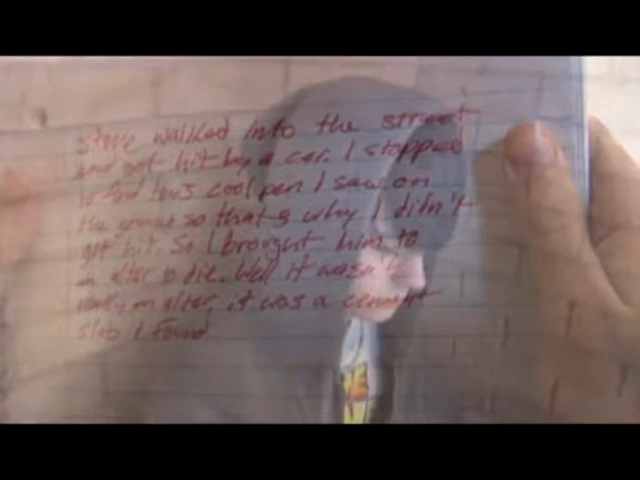 Steve walked into the street
and got hit by a car. I stopped
to find this cool pen I saw on
the ground so that's why I didn't
get hit. So I brought him to
an alter to die. Well it wasn't
really an alter, it was a cement
slab I found